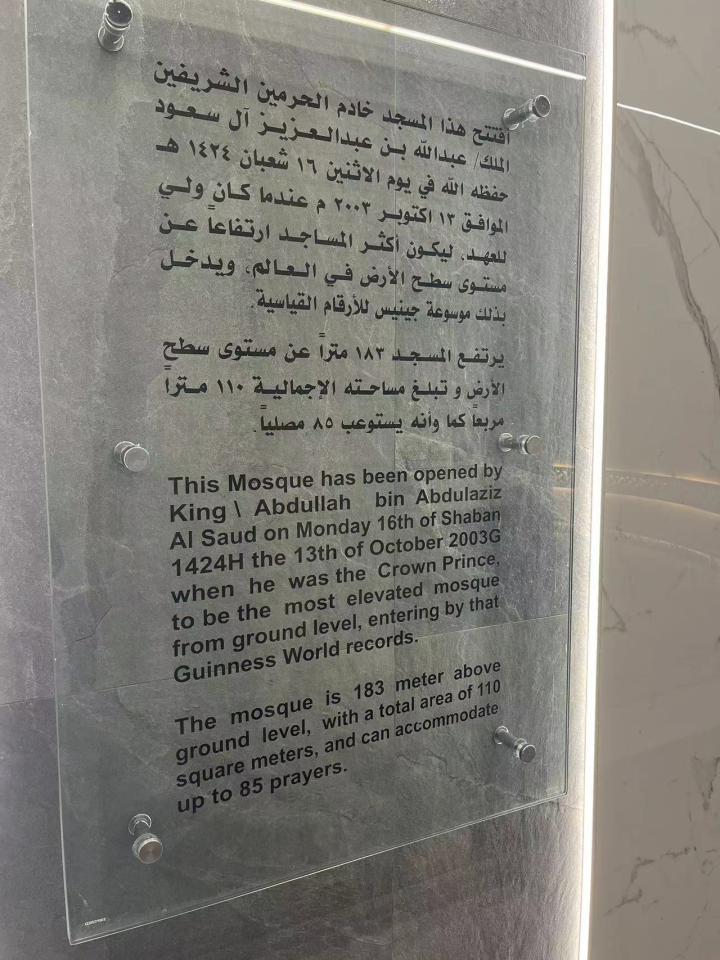 افتتح هذا المسجد خادم الحرمين الشريفين
الملك/ عبدالله بن عبدالعزيز آل سعود
حفظه الله في يوم الاثنين ١٦ شعبان ١٤٢٤ هـ
الموافق ١٣ اكتوبر ٢٠٠٣ م عندما كان ولي
للعهد، ليكون أكثر المساجد ارتفاعاً عن
مستوى سطح الأرض في العالم، ويدخل
بذلك موسوعة جينيس للأرقام القياسية.
يرتفع المسجد ١٨٣ متراً عن مستوى سطح
الأرض و تبلغ مساحته الإجمالية ١١٠ متراً
مربعاً كما وأنه يستوعب ٨٥ مصلياً.
This Mosque has been opened by
King \ Abdullah bin Abdulaziz
Al Saud on Monday 16th of Shaban
1424H the 13th of October 2003G
when he was the Crown Prince,
to be the most elevated mosque
from ground level, entering by that
Guinness World records.
The mosque is 183 meter above
ground level, with a total area of 110
square meters, and can accommodate
up to 85 prayers.